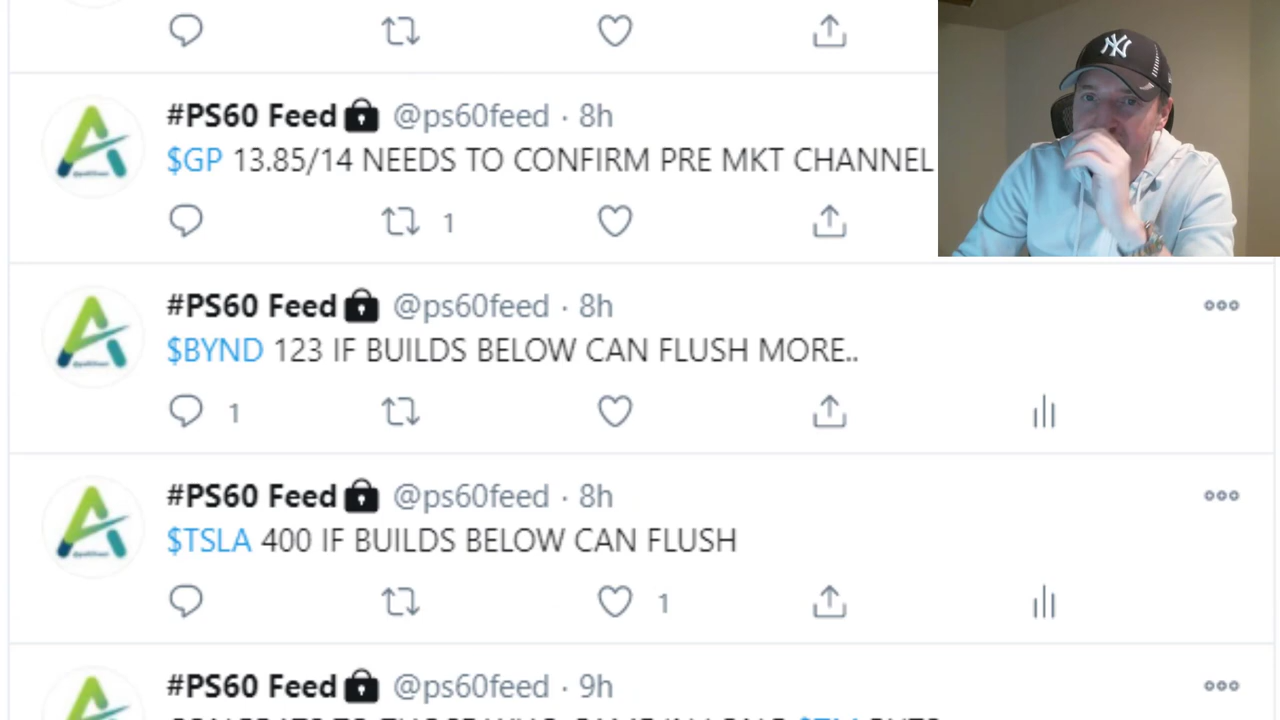 #PS60 Feed @ps60feed · 8h
$GP 13.85/14 NEEDS TO CONFIRM PRE MKT CHANNEL
1
#PS60 Feed @ps60feed · 8h
$BYND 123 IF BUILDS BELOW CAN FLUSH MORE..
1
#PS60 Feed @ps60feed · 8h
$TSLA 400 IF BUILDS BELOW CAN FLUSH
1
#PS60 Feed @ps60feed · 9h